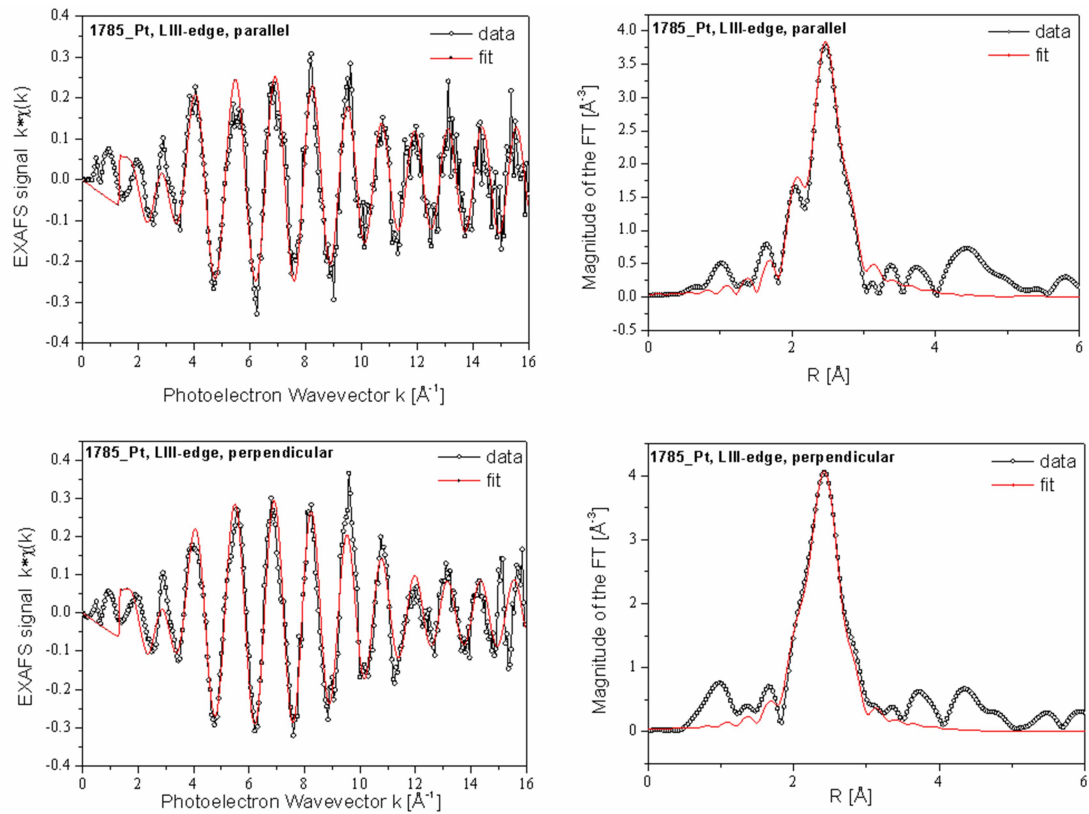 1785_Pt, LIII-edge, parallel
data
fit
EXAFS signal k*χ(k)
0.4
0.3
0.2
0.1
0.0
-0.1
-0.2
-0.3
-0.4
0 2 4 6 8 10 12 14 16
Photoelectron Wavevector k [Å⁻¹]
1785_Pt, LIII-edge, parallel
data
fit
Magnitude of the FT [Å⁻³]
4.0
3.5
3.0
2.5
2.0
1.5
1.0
0.5
0.0
-0.5
0 2 4 6
R [Å]
1785_Pt, LIII-edge, perpendicular
data
fit
EXAFS signal k*χ(k)
0.4
0.3
0.2
0.1
0.0
-0.1
-0.2
-0.3
-0.4
0 2 4 6 8 10 12 14 16
Photoelectron Wavevector k [Å⁻¹]
1785_Pt, LIII-edge, perpendicular
data
fit
Magnitude of the FT [Å⁻³]
4
3
2
1
0
0 2 4 6
R [Å]